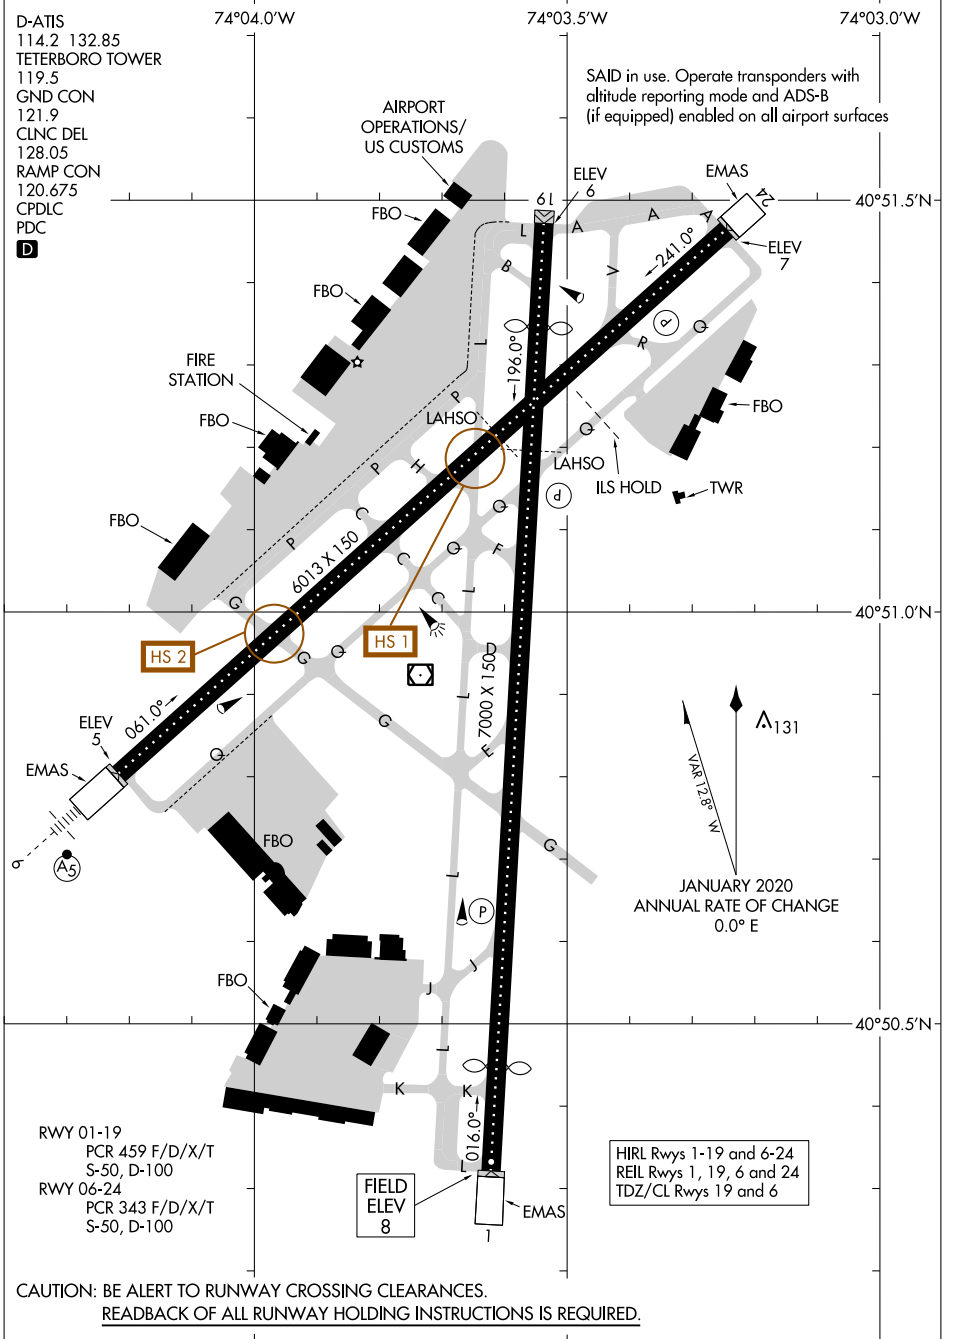 D-ATIS
114.2 132.85
TETERBORO TOWER
119.5
GND CON
121.9
CLNC DEL
128.05
RAMP CON
120.675
CPDLC
PDC
D
74°04.0'W
74°03.5'W
74°03.0'W
SAID in use. Operate transponders with
altitude reporting mode and ADS-B
(if equipped) enabled on all airport surfaces
AIRPORT
OPERATIONS/
US CUSTOMS
FBO
FBO
FIRE
STATION
FBO
FBO
ELEV
6
19
EMAS
24
40°51.5'N
ELEV
7
L
A
A
A
B
V
241.0°
196.0°
L
R
Q
P
P
LAHSO
LAHSO
ILS HOLD
Q
FBO
TWR
P
P
H
C
P
6013 X 150
Q
Q
F
C
C
L
G
40°51.0'N
HS 1
HS 2
G
Q
D
7000 X 150
L
G
E
061.0°
ELEV
5
EMAS
Q
6
A5
FBO
G
L
P
131
VAR 12.8° W
JANUARY 2020
ANNUAL RATE OF CHANGE
0.0° E
FBO
J
J
40°50.5'N
L
K
K
016.0°
L
RWY 01-19
PCR 459 F/D/X/T
S-50, D-100
RWY 06-24
PCR 343 F/D/X/T
S-50, D-100
FIELD
ELEV
8
EMAS
1
HIRL Rwys 1-19 and 6-24
REIL Rwys 1, 19, 6 and 24
TDZ/CL Rwys 19 and 6
CAUTION: BE ALERT TO RUNWAY CROSSING CLEARANCES.
READBACK OF ALL RUNWAY HOLDING INSTRUCTIONS IS REQUIRED.